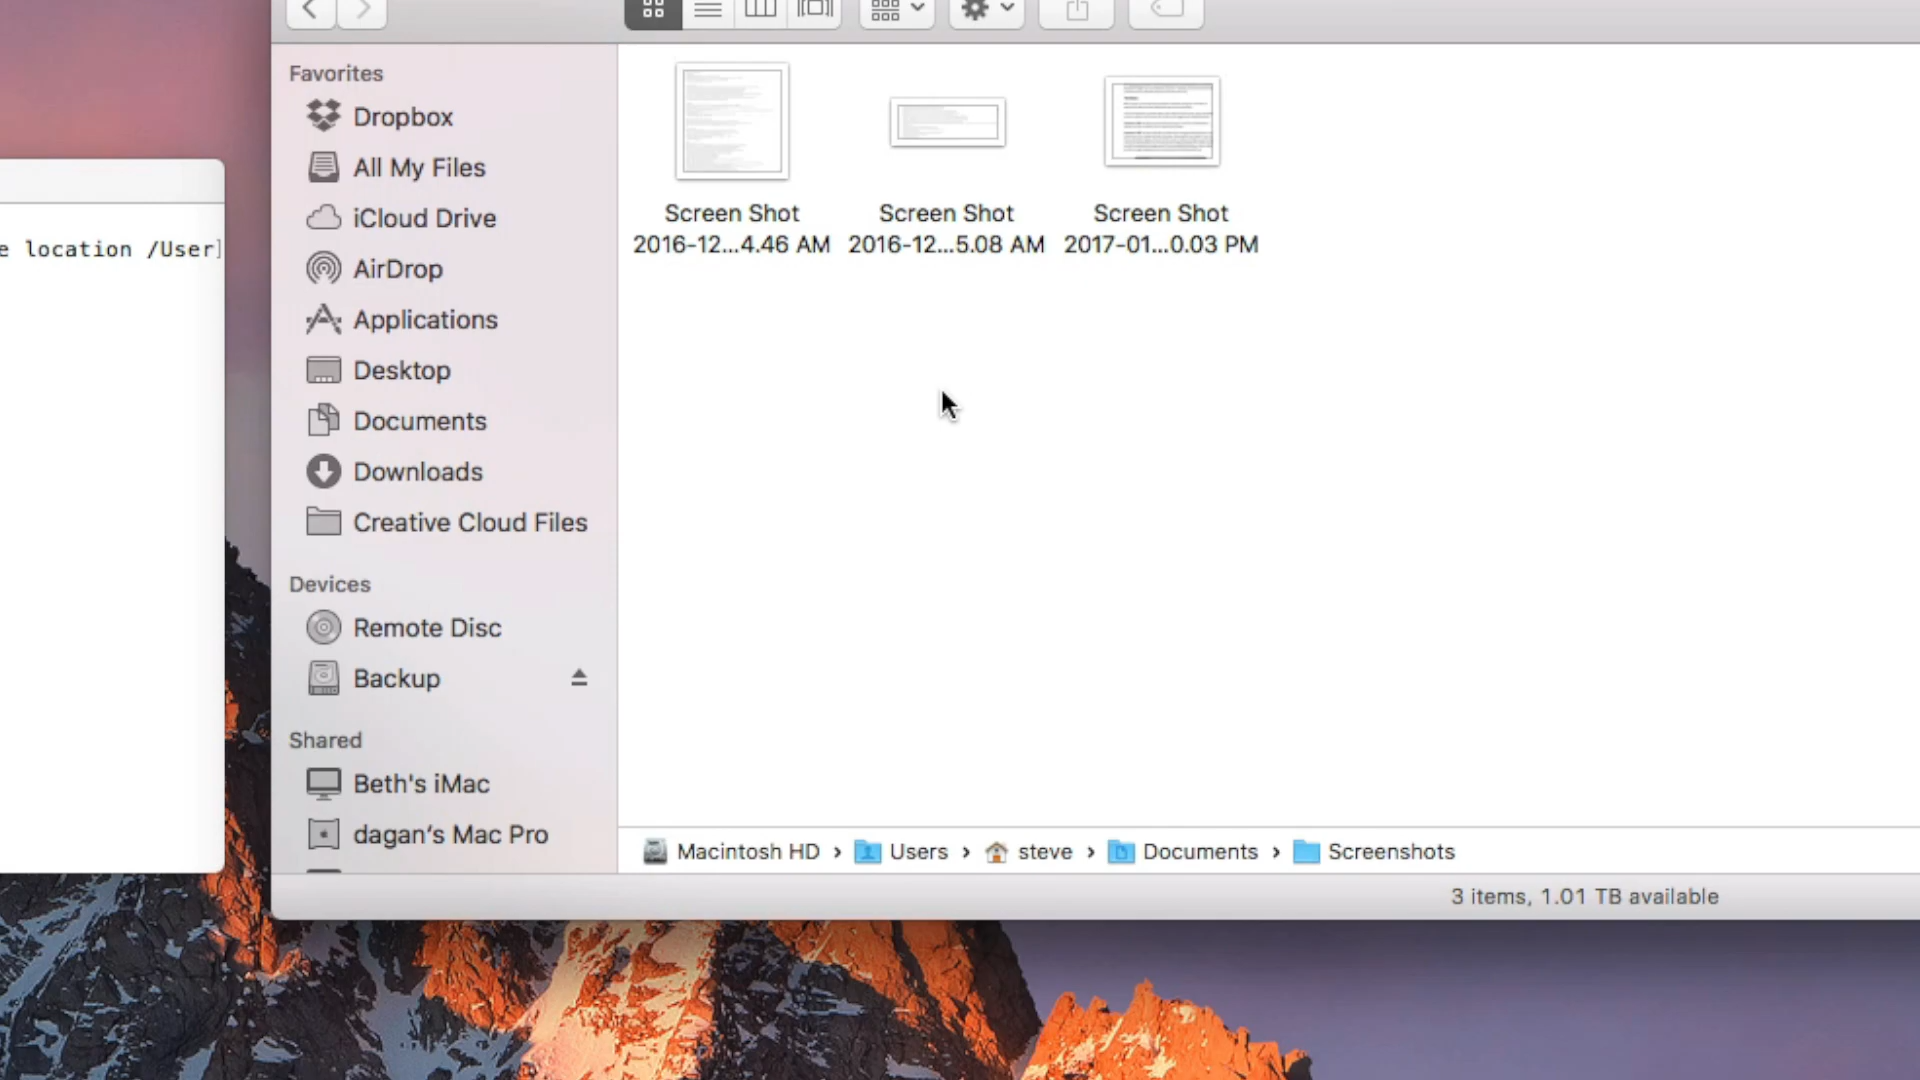 e location /User
Favorites
Dropbox
All My Files
iCloud Drive
AirDrop
Applications
Desktop
Documents
Downloads
Creative Cloud Files
Devices
Remote Disc
Backup
Shared
Beth's iMac
dagan’s Mac Pro
Screen Shot
2016-12...4.46 AM
Screen Shot
2016-12...5.08 AM
Screen Shot
2017-01...0.03 PM
Macintosh HD › Users › steve › Documents › Screenshots
3 items, 1.01 TB available